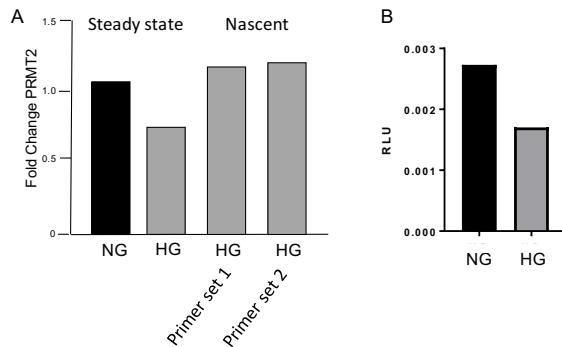 A
Steady state
Nascent
Fold Change PRMT2
1.5
1.0
0.5
0
NG
HG
HG
HG
Primer set 1
Primer set 2
B
RLU
0.003
0.002
0.001
0.000
NG
HG